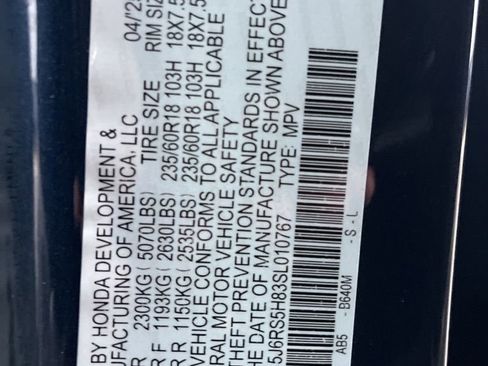 BY HONDA DEVELOPMENT & 04/2
FACTURING OF AMERICA, LLC
R 2300KG ( 5070LBS) TIRE SIZE RIM SIZ
R F 1193KG ( 2630LBS) 235/60R18 103H 18X7.5
R R 1150KG ( 2535LBS) 235/60R18 103H 18X7.5
VEHICLE CONFORMS TO ALL APPLICABLE
RAL MOTOR VEHICLE SAFETY
THEFT PREVENTION STANDARDS IN EFFECT
HE DATE OF MANUFACTURE SHOWN ABOVE
5J6RS5H83SL010767 TYPE: MPV
AB5 - B640M - S - L